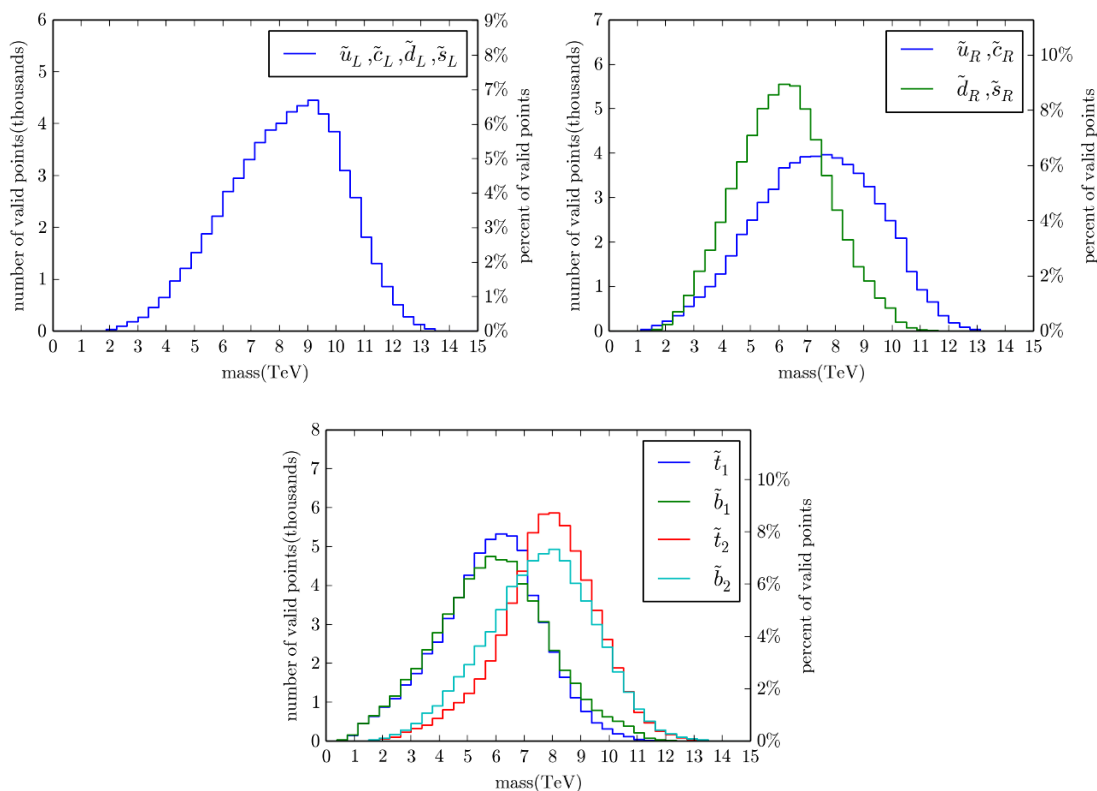 number of valid points(thousands)
6
5
4
3
2
1
0
0 1 2 3 4 5 6 7 8 9 10 11 12 13 14 15
mass(TeV)
9%
8%
7%
6%
5%
4%
3%
2%
1%
0%
percent of valid points
ũ_L ,c̃_L ,d̃_L ,s̃_L
number of valid points(thousands)
7
6
5
4
3
2
1
0
0 1 2 3 4 5 6 7 8 9 10 11 12 13 14 15
mass(TeV)
10%
8%
6%
4%
2%
0%
percent of valid points
ũ_R ,c̃_R
d̃_R ,s̃_R
number of valid points(thousands)
8
7
6
5
4
3
2
1
0
0 1 2 3 4 5 6 7 8 9 10 11 12 13 14 15
mass(TeV)
10%
8%
6%
4%
2%
0%
percent of valid points
t̃_1
b̃_1
t̃_2
b̃_2